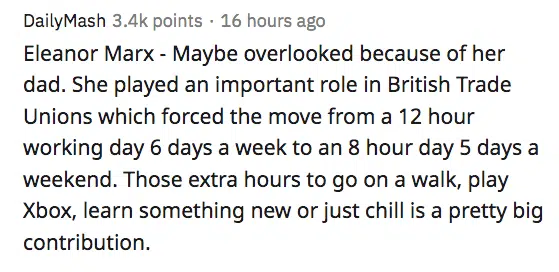 DailyMash 3.4k points · 16 hours ago
Eleanor Marx - Maybe overlooked because of her
dad. She played an important role in British Trade
Unions which forced the move from a 12 hour
working day 6 days a week to an 8 hour day 5 days a
weekend. Those extra hours to go on a walk, play
Xbox, learn something new or just chill is a pretty big
contribution.